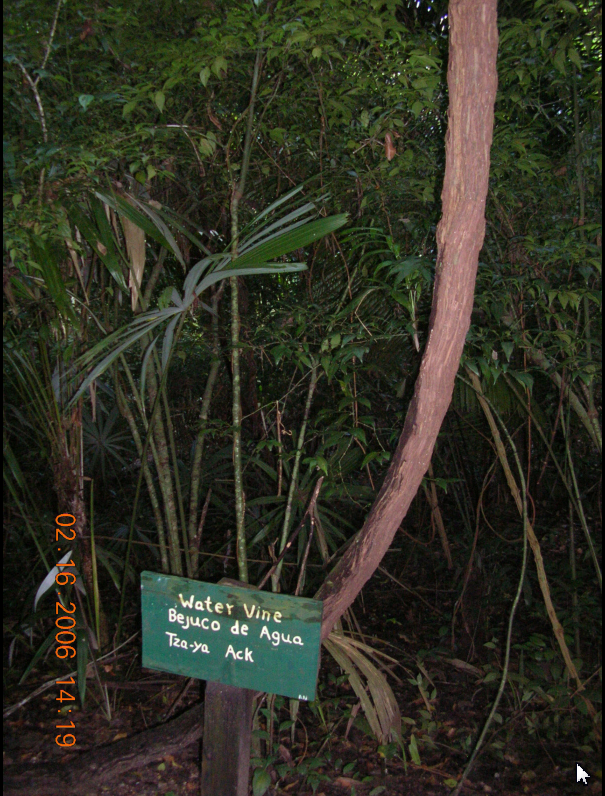 Water Vine
Bejuco de Agua
Tza-ya Ack
02.16.2006 14:19